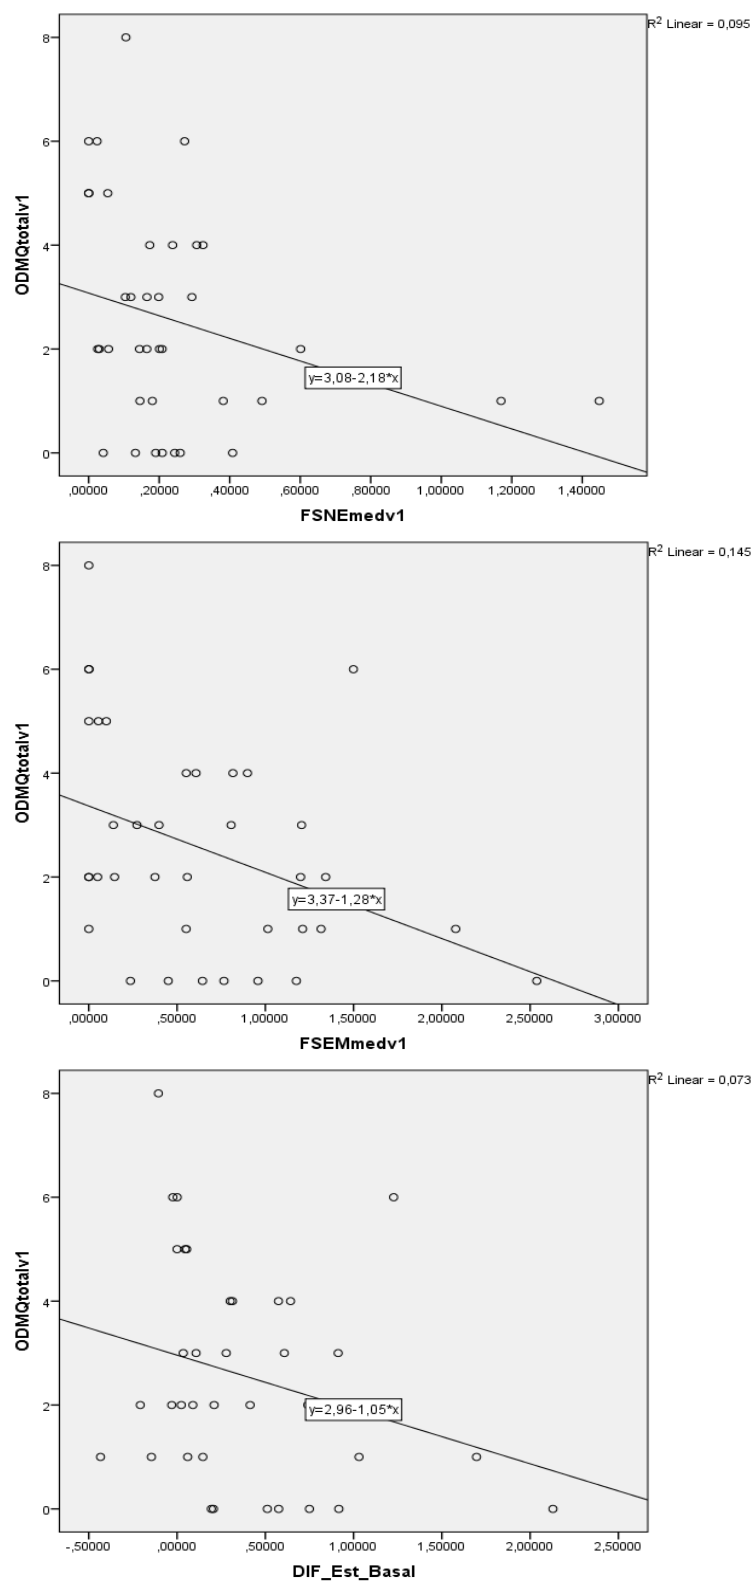 R² Linear = 0,095
8
6
4
2
0
ODMQtotalv1
y=3,08-2,18*x
,00000 ,20000 ,40000 ,60000 ,80000 1,00000 1,20000 1,40000
FSNEmedv1
R² Linear = 0,145
8
6
4
2
0
ODMQtotalv1
y=3,37-1,28*x
,00000 ,50000 1,00000 1,50000 2,00000 2,50000 3,00000
FSEMmedv1
R² Linear = 0,073
8
6
4
2
0
ODMQtotalv1
y=2,96-1,05*x
-,50000 ,00000 ,50000 1,00000 1,50000 2,00000 2,50000
DIF_Est_Basal